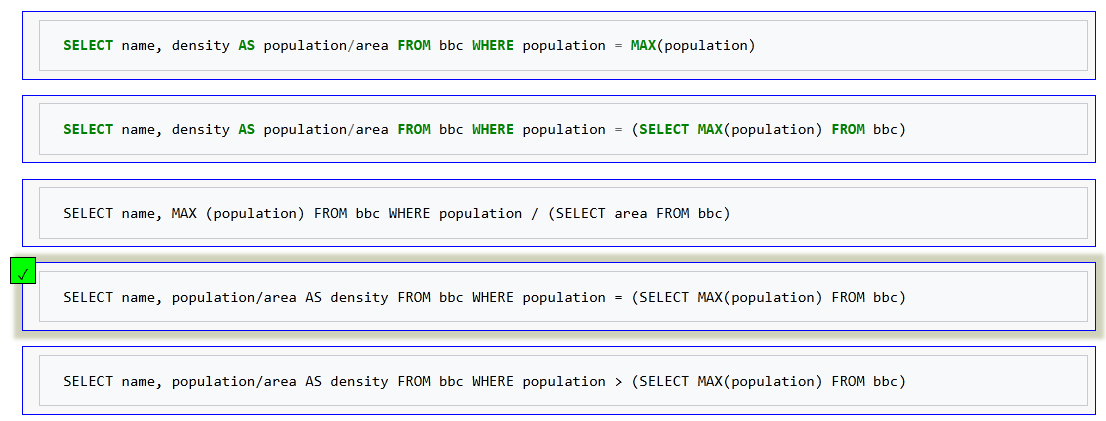 SELECT name, density AS population/area FROM bbc WHERE population = MAX(population)
SELECT name, density AS population/area FROM bbc WHERE population = (SELECT MAX(population) FROM bbc)
SELECT name, MAX (population) FROM bbc WHERE population / (SELECT area FROM bbc)
✓
SELECT name, population/area AS density FROM bbc WHERE population = (SELECT MAX(population) FROM bbc)
SELECT name, population/area AS density FROM bbc WHERE population > (SELECT MAX(population) FROM bbc)